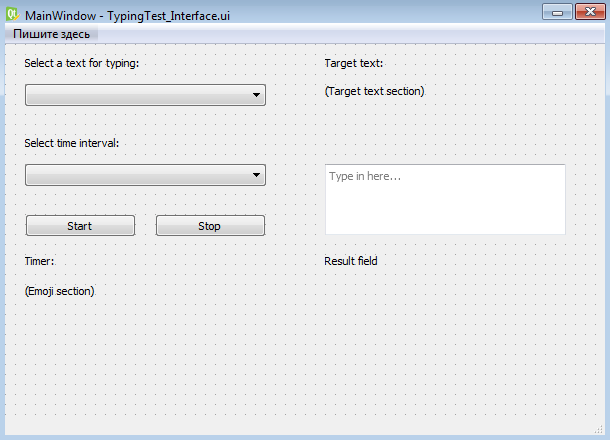 MainWindow - TypingTest_Interface.ui
Пишите здесь
Select a text for typing:
Target text:
(Target text section)
Select time interval:
Type in here...
Start
Stop
Timer:
Result field
(Emoji section)